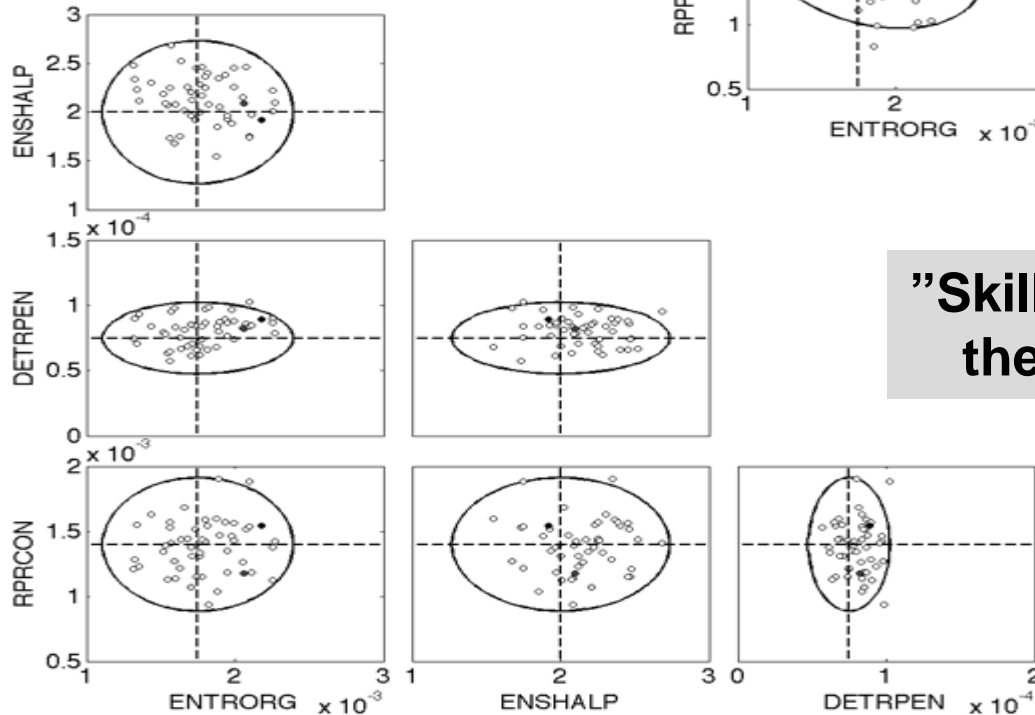 3
2.5
ENSHALP
2
1.5
1
x 10⁻⁴
1.5
DETRPEN
1
0.5
0
x 10⁻³
2
RPRCON
1.5
1
0.5
1 2 3
ENTRORG x 10⁻³
1 2 3
ENSHALP
0 1 2
DETRPEN x 10⁻⁴
1
0.5
1 2
ENTRORG x 10
”Skill
the